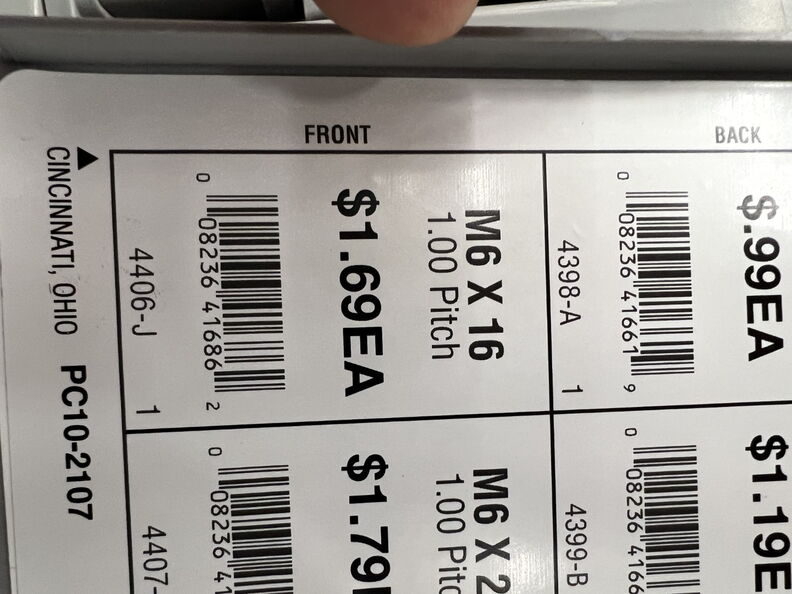 FRONT
BACK
M6 X 16
1.00 Pitch
$1.69EA
0 08236 41686 2
4406-J 1
$.99EA
0 08236 41661 9
4398-A 1
M6 X 2
1.00 Pitc
$1.79
0 08236 41
4407-
$1.19E
0 08236 4166
4399-B
▲ CINCINNATI, OHIO PC10-2107